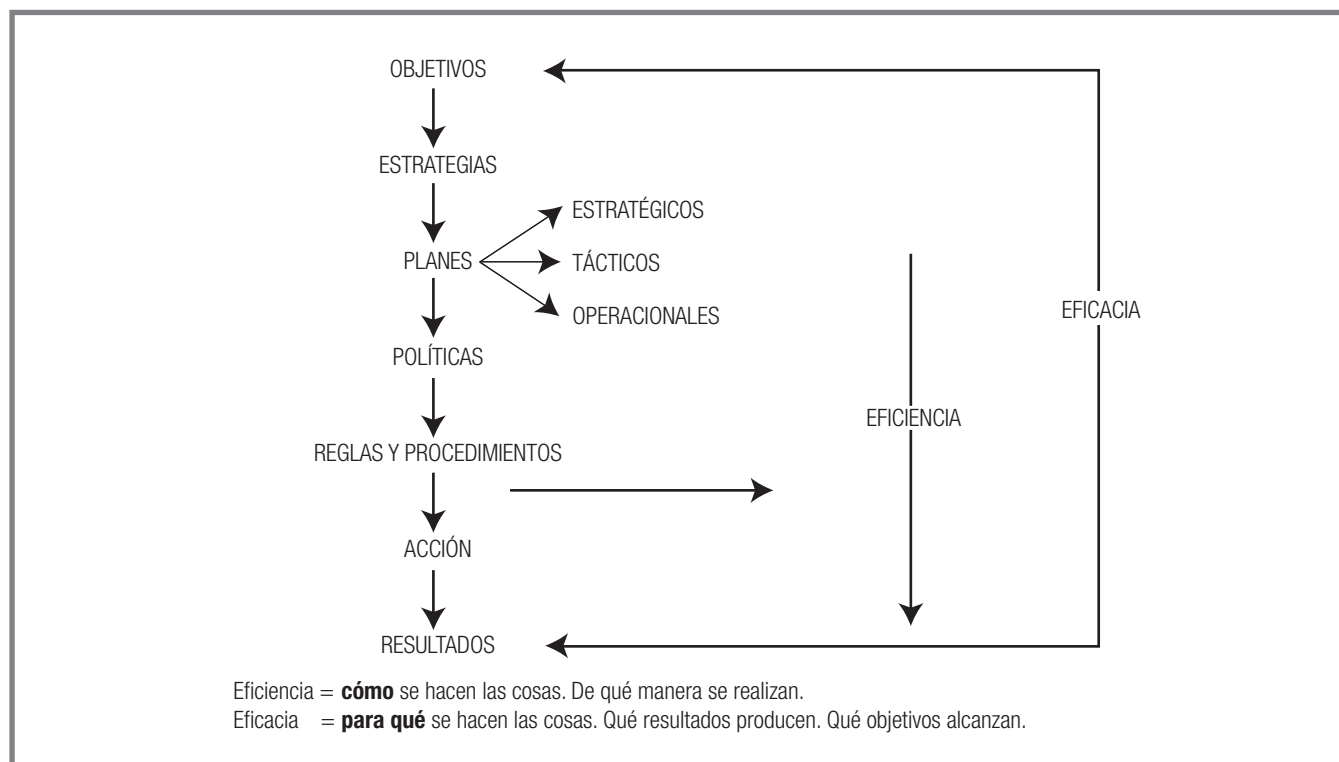 OBJETIVOS
ESTRATEGIAS
ESTRATÉGICOS
PLANES
TÁCTICOS
OPERACIONALES
EFICACIA
POLÍTICAS
EFICIENCIA
REGLAS Y PROCEDIMIENTOS
ACCIÓN
RESULTADOS
Eficiencia = cómo se hacen las cosas. De qué manera se realizan.
Eficacia = para qué se hacen las cosas. Qué resultados producen. Qué objetivos alcanzan.